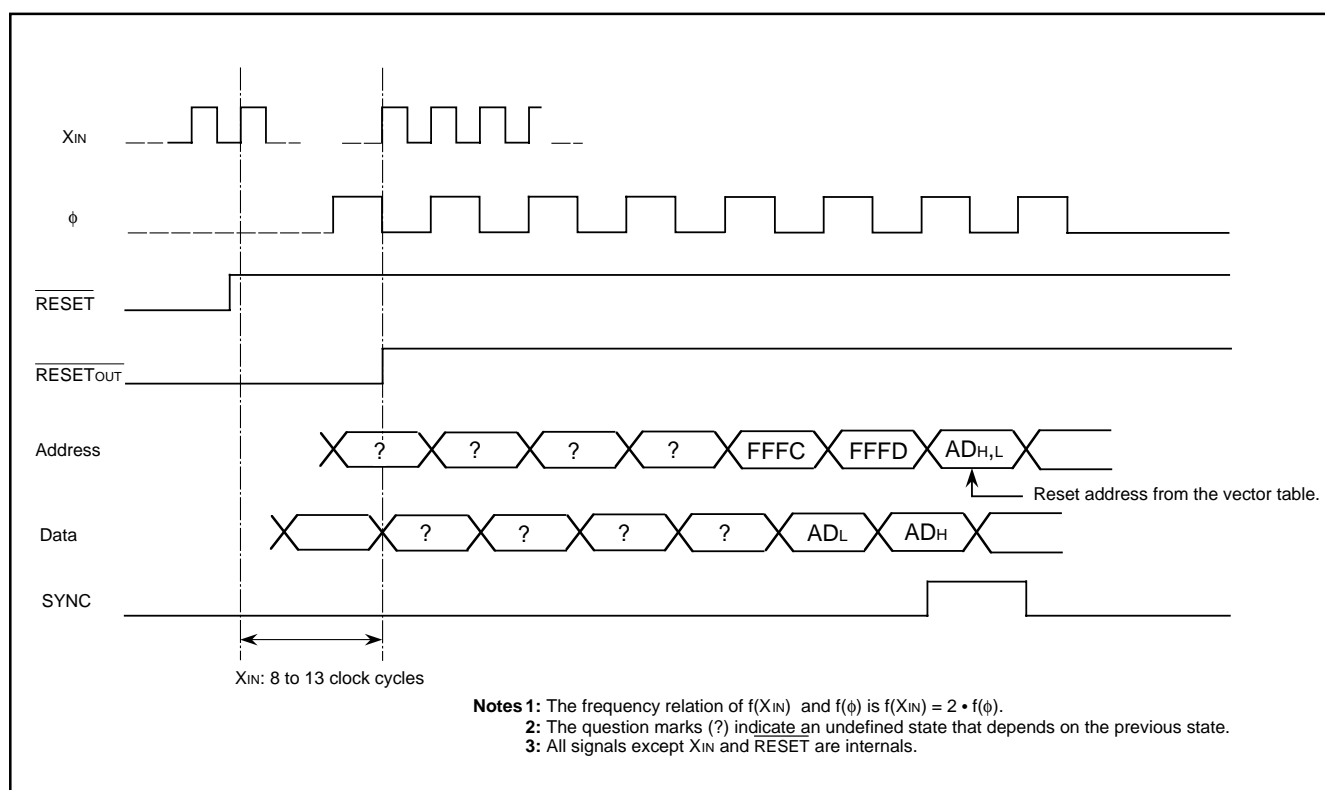 XIN
φ
RESET
RESETOUT
Address ? ? ? ? FFFC FFFD ADH,L
Reset address from the vector table.
Data ? ? ? ? ADL ADH
SYNC
XIN: 8 to 13 clock cycles
Notes 1: The frequency relation of f(XIN) and f(φ) is f(XIN) = 2 • f(φ).
2: The question marks (?) indicate an undefined state that depends on the previous state.
3: All signals except XIN and RESET are internals.